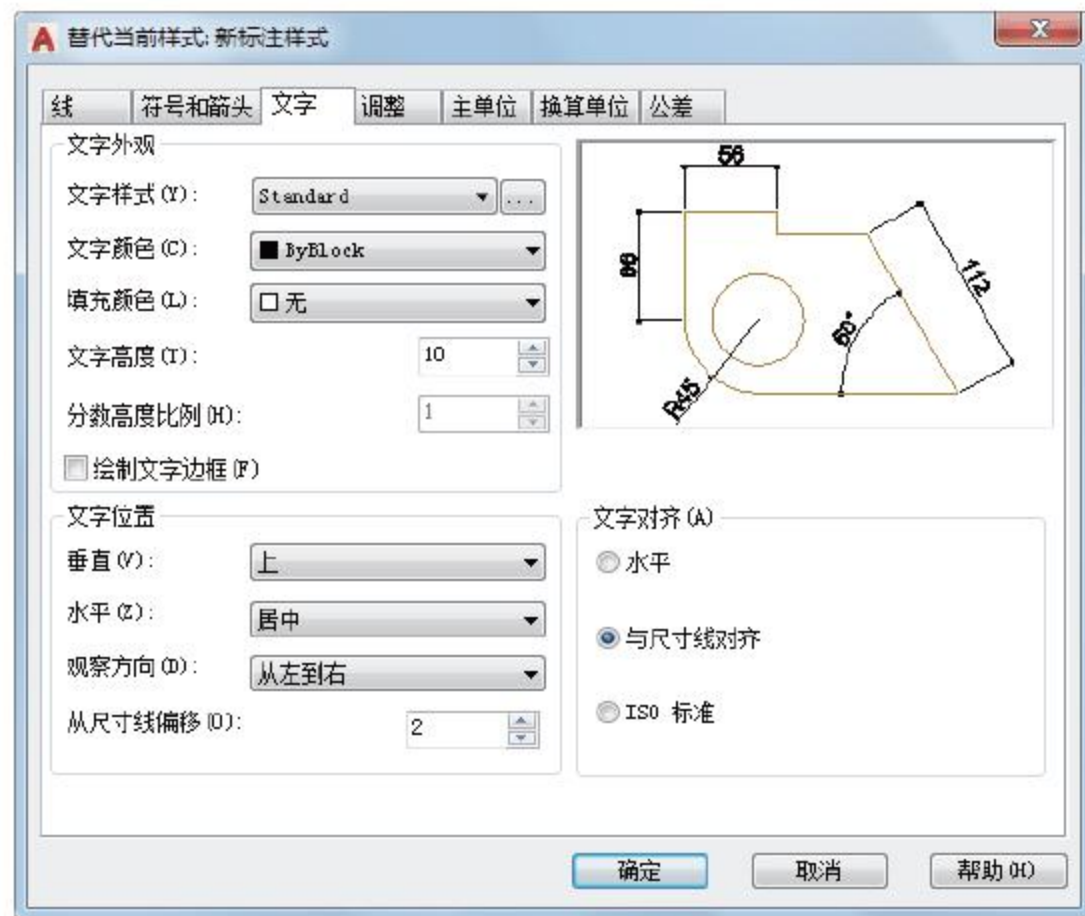 替代当前样式: 新标注样式
线 符号和箭头 文字 调整 主单位 换算单位 公差
文字外观
文字样式(Y): Standard ...
文字颜色(C): ByBlock
填充颜色(L): 无
文字高度(T): 10
分数高度比例(H): 1
绘制文字边框(F)
56
66
112
60°
R45
文字位置
垂直(V): 上
水平(Z): 居中
观察方向(D): 从左到右
从尺寸线偏移(O): 2
文字对齐(A)
水平
与尺寸线对齐
ISO 标准
确定 取消 帮助(H)